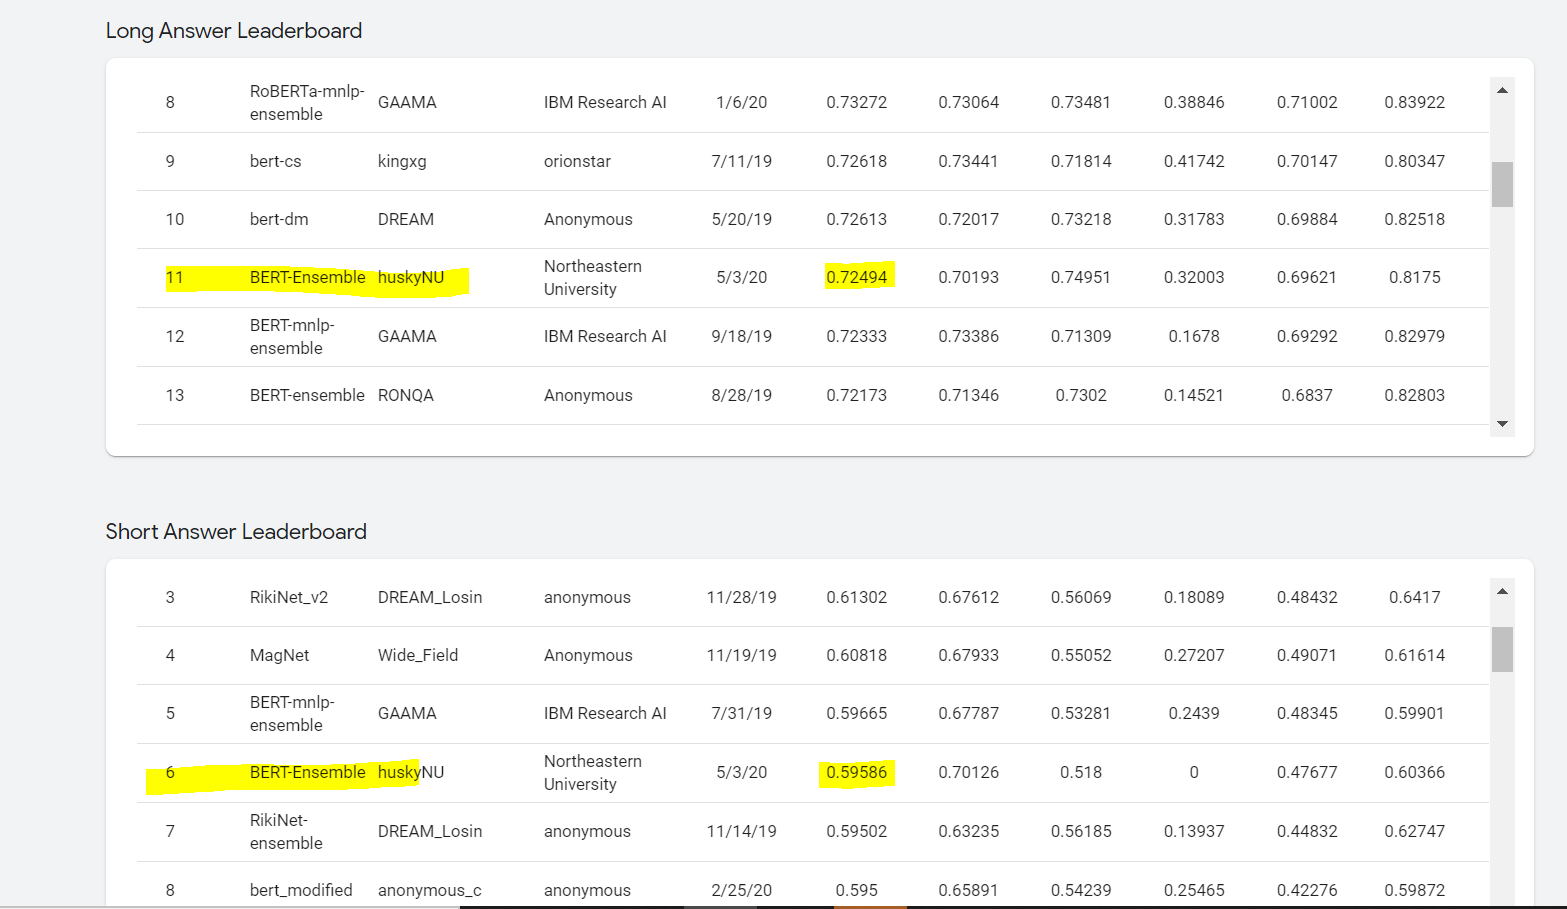 Long Answer Leaderboard
8 RoBERTa-mnlp-ensemble GAAMA IBM Research AI 1/6/20 0.73272 0.73064 0.73481 0.38846 0.71002 0.83922
9 bert-cs kingxg orionstar 7/11/19 0.72618 0.73441 0.71814 0.41742 0.70147 0.80347
10 bert-dm DREAM Anonymous 5/20/19 0.72613 0.72017 0.73218 0.31783 0.69884 0.82518
11 BERT-Ensemble huskyNU Northeastern University 5/3/20 0.72494 0.70193 0.74951 0.32003 0.69621 0.8175
12 BERT-mnlp-ensemble GAAMA IBM Research AI 9/18/19 0.72333 0.73386 0.71309 0.1678 0.69292 0.82979
13 BERT-ensemble RONQA Anonymous 8/28/19 0.72173 0.71346 0.7302 0.14521 0.6837 0.82803
Short Answer Leaderboard
3 RikiNet_v2 DREAM_Losin anonymous 11/28/19 0.61302 0.67612 0.56069 0.18089 0.48432 0.6417
4 MagNet Wide_Field Anonymous 11/19/19 0.60818 0.67933 0.55052 0.27207 0.49071 0.61614
5 BERT-mnlp-ensemble GAAMA IBM Research AI 7/31/19 0.59665 0.67787 0.53281 0.2439 0.48345 0.59901
6 BERT-Ensemble huskyNU Northeastern University 5/3/20 0.59586 0.70126 0.518 0 0.47677 0.60366
7 RikiNet-ensemble DREAM_Losin anonymous 11/14/19 0.59502 0.63235 0.56185 0.13937 0.44832 0.62747
8 bert_modified anonymous_c anonymous 2/25/20 0.595 0.65891 0.54239 0.25465 0.42276 0.59872